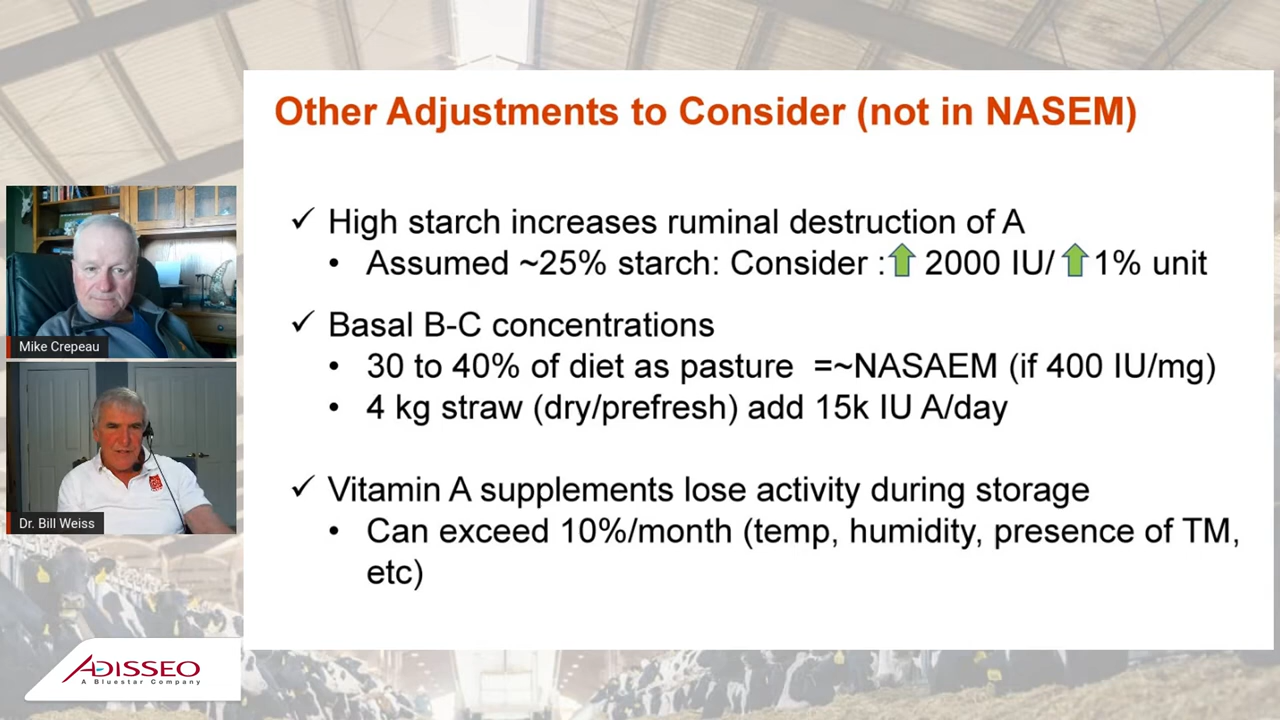 Other Adjustments to Consider (not in NASEM)
✓ High starch increases ruminal destruction of A
• Assumed ~25% starch: Consider :⬆ 2000 IU/ ⬆ 1% unit
✓ Basal B-C concentrations
• 30 to 40% of diet as pasture =~NASAEM (if 400 IU/mg)
• 4 kg straw (dry/prefresh) add 15k IU A/day
✓ Vitamin A supplements lose activity during storage
• Can exceed 10%/month (temp, humidity, presence of TM,
etc)
Mike Crepeau
Dr. Bill Weiss
ADISSEO
A Bluestar Company